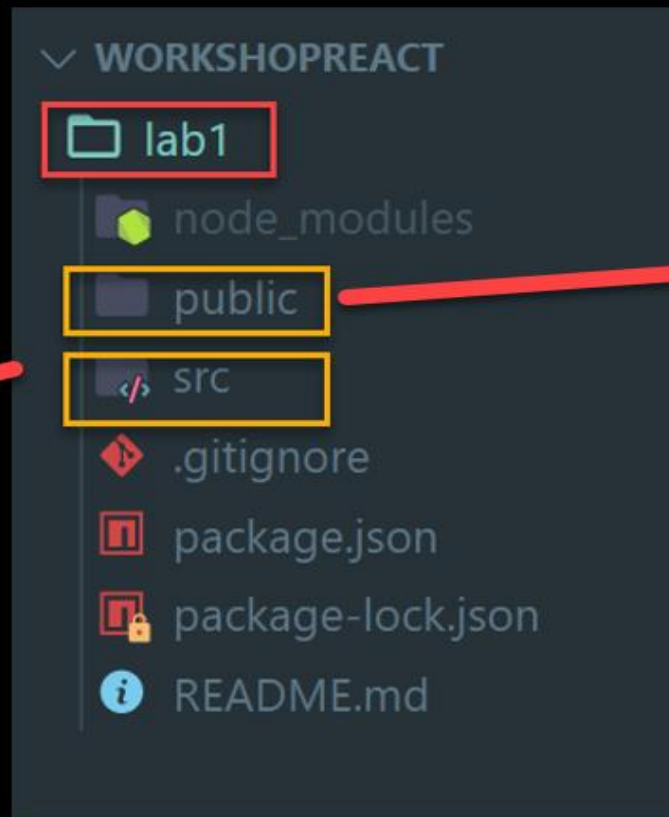 WORKSHOPREACT
lab1
node_modules
public
src
.gitignore
package.json
package-lock.json
README.md